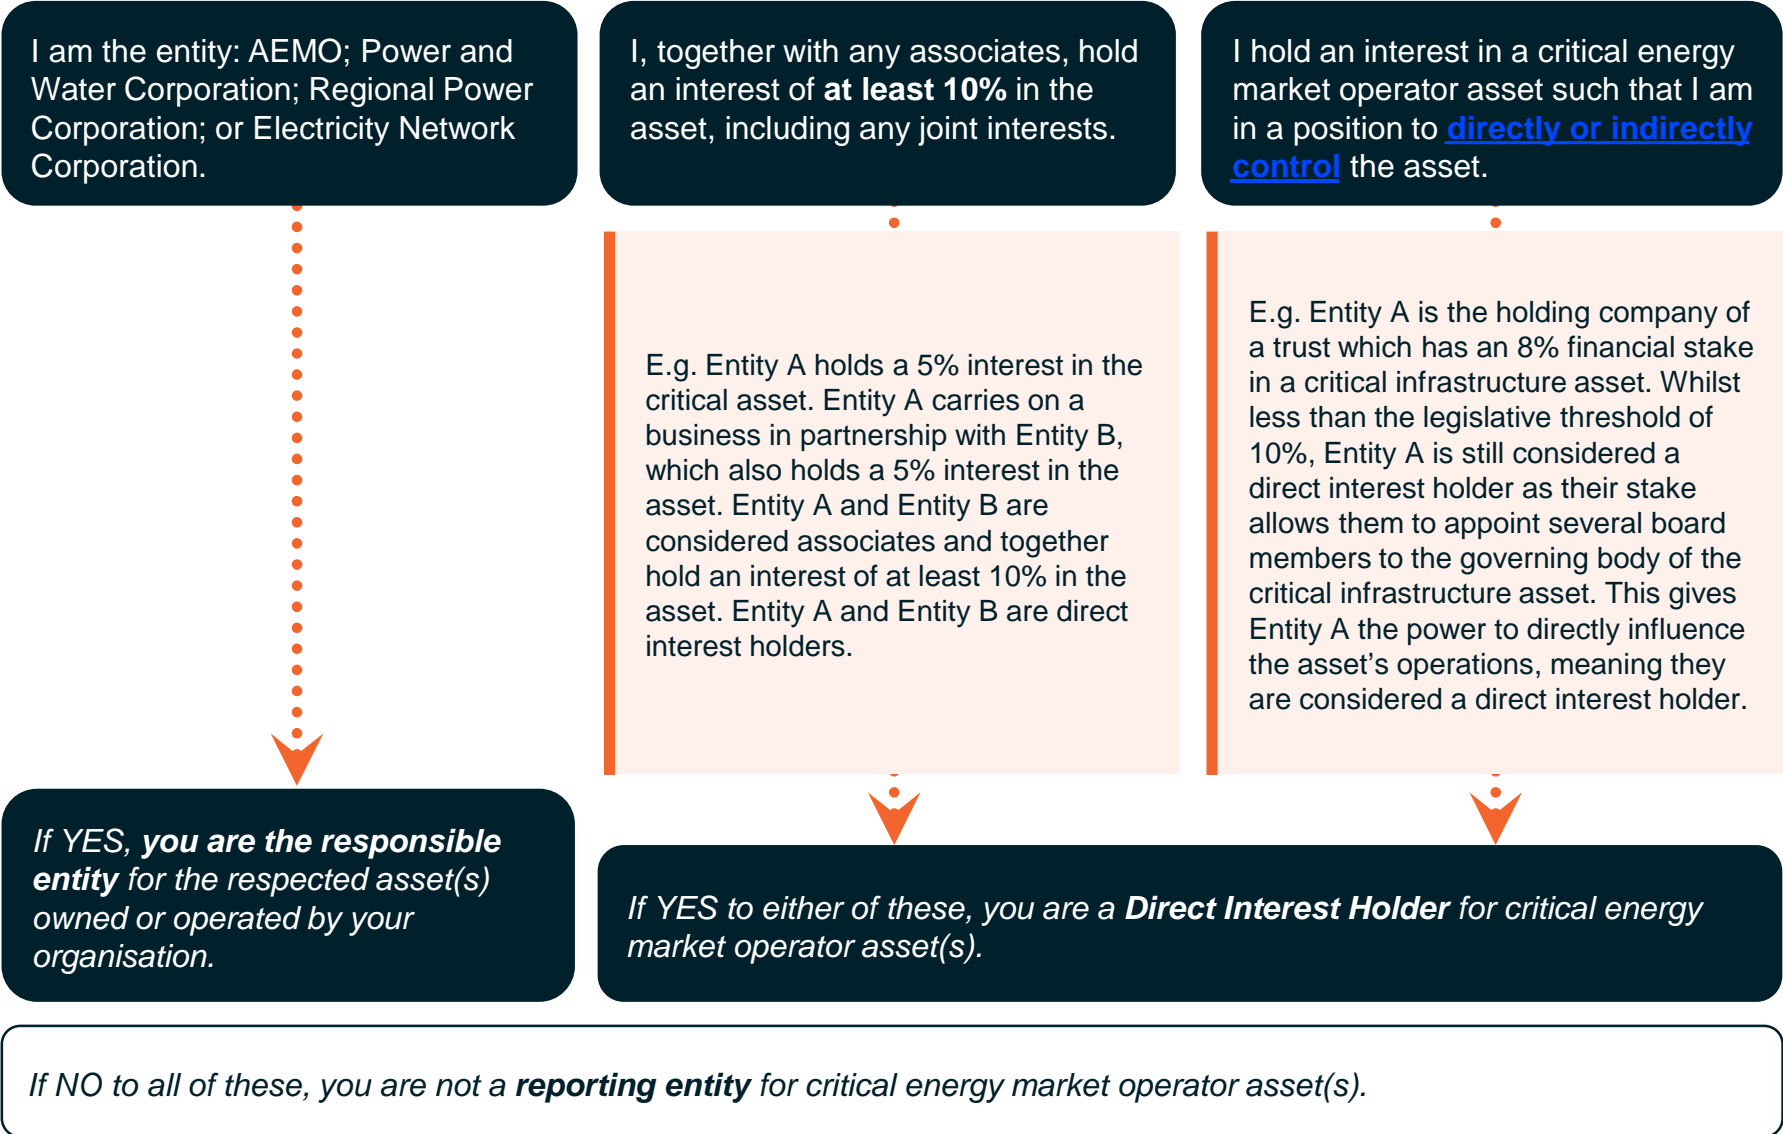 I am the entity: AEMO; Power and
Water Corporation; Regional Power
Corporation; or Electricity Network
Corporation.
I, together with any associates, hold
an interest of at least 10% in the
asset, including any joint interests.
I hold an interest in a critical energy
market operator asset such that I am
in a position to directly or indirectly
control the asset.
E.g. Entity A holds a 5% interest in the
critical asset. Entity A carries on a
business in partnership with Entity B,
which also holds a 5% interest in the
asset. Entity A and Entity B are
considered associates and together
hold an interest of at least 10% in the
asset. Entity A and Entity B are direct
interest holders.
E.g. Entity A is the holding company of
a trust which has an 8% financial stake
in a critical infrastructure asset. Whilst
less than the legislative threshold of
10%, Entity A is still considered a
direct interest holder as their stake
allows them to appoint several board
members to the governing body of the
critical infrastructure asset. This gives
Entity A the power to directly influence
the asset’s operations, meaning they
are considered a direct interest holder.
If YES, you are the responsible
entity for the respected asset(s)
owned or operated by your
organisation.
If YES to either of these, you are a Direct Interest Holder for critical energy
market operator asset(s).
If NO to all of these, you are not a reporting entity for critical energy market operator asset(s).